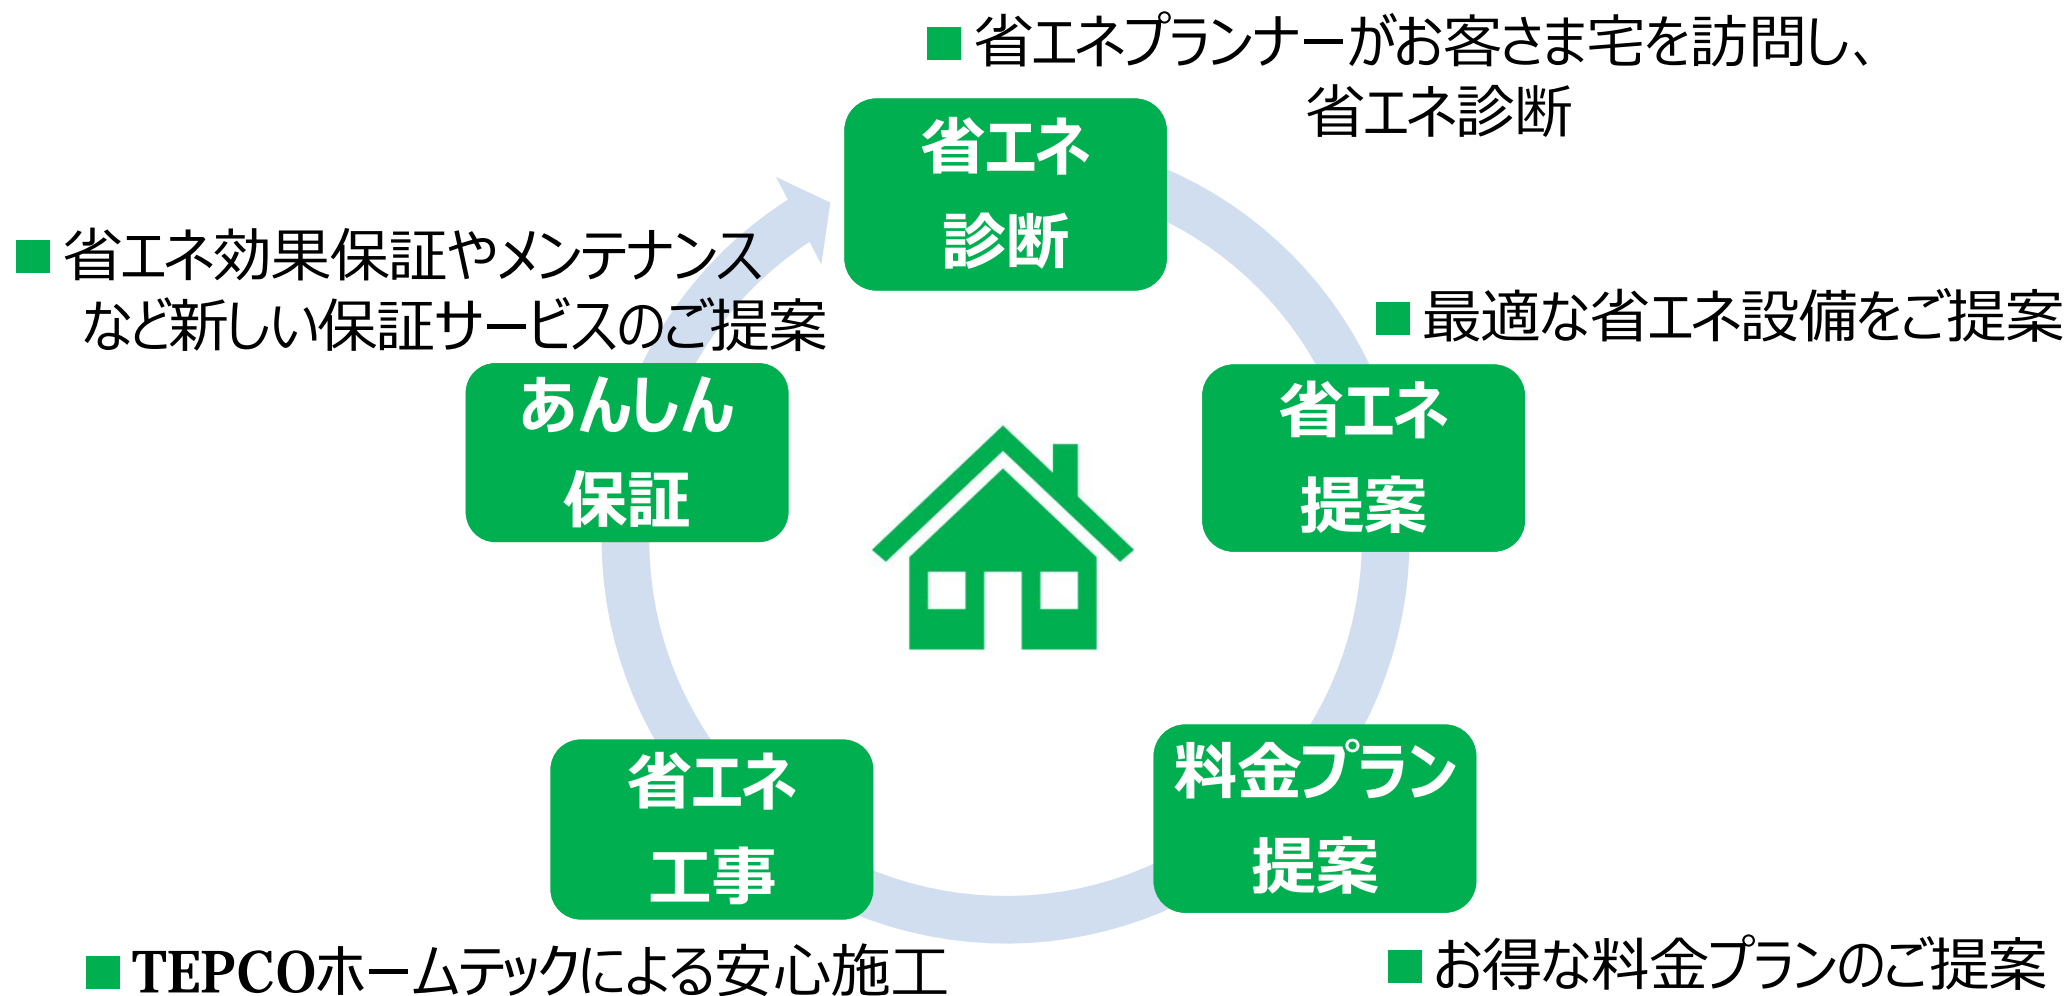 ■ 省エネプランナーがお客さま宅を訪問し、
省エネ診断
省エネ
診断
■ 省エネ効果保証やメンテナンス
など新しい保証サービスのご提案
■ 最適な省エネ設備をご提案
あんしん
保証
省エネ
提案
省エネ
工事
料金プラン
提案
■ TEPCOホームテックによる安心施工
■ お得な料金プランのご提案